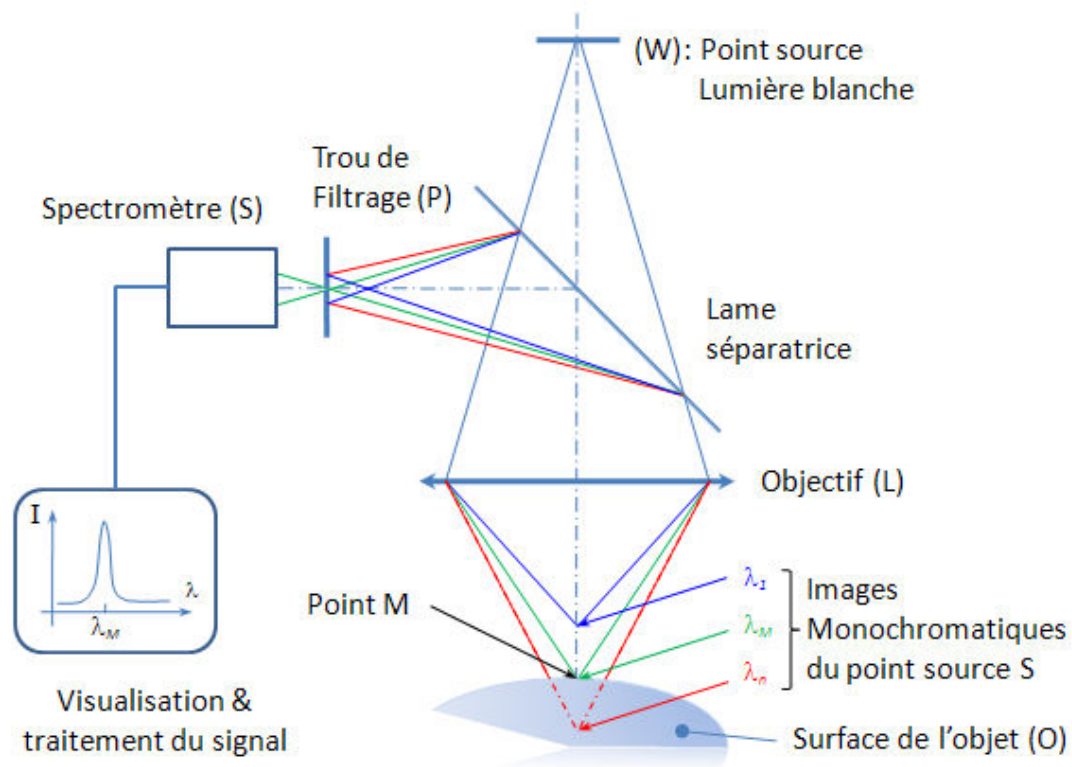 (W): Point source
Lumière blanche
Trou de
Filtrage (P)
Spectromètre (S)
Lame
séparatrice
Objectif (L)
I
λ
λM
Point M
λ1
λM
λn
Images
Monochromatiques
du point source S
Visualisation &
traitement du signal
Surface de l'objet (O)